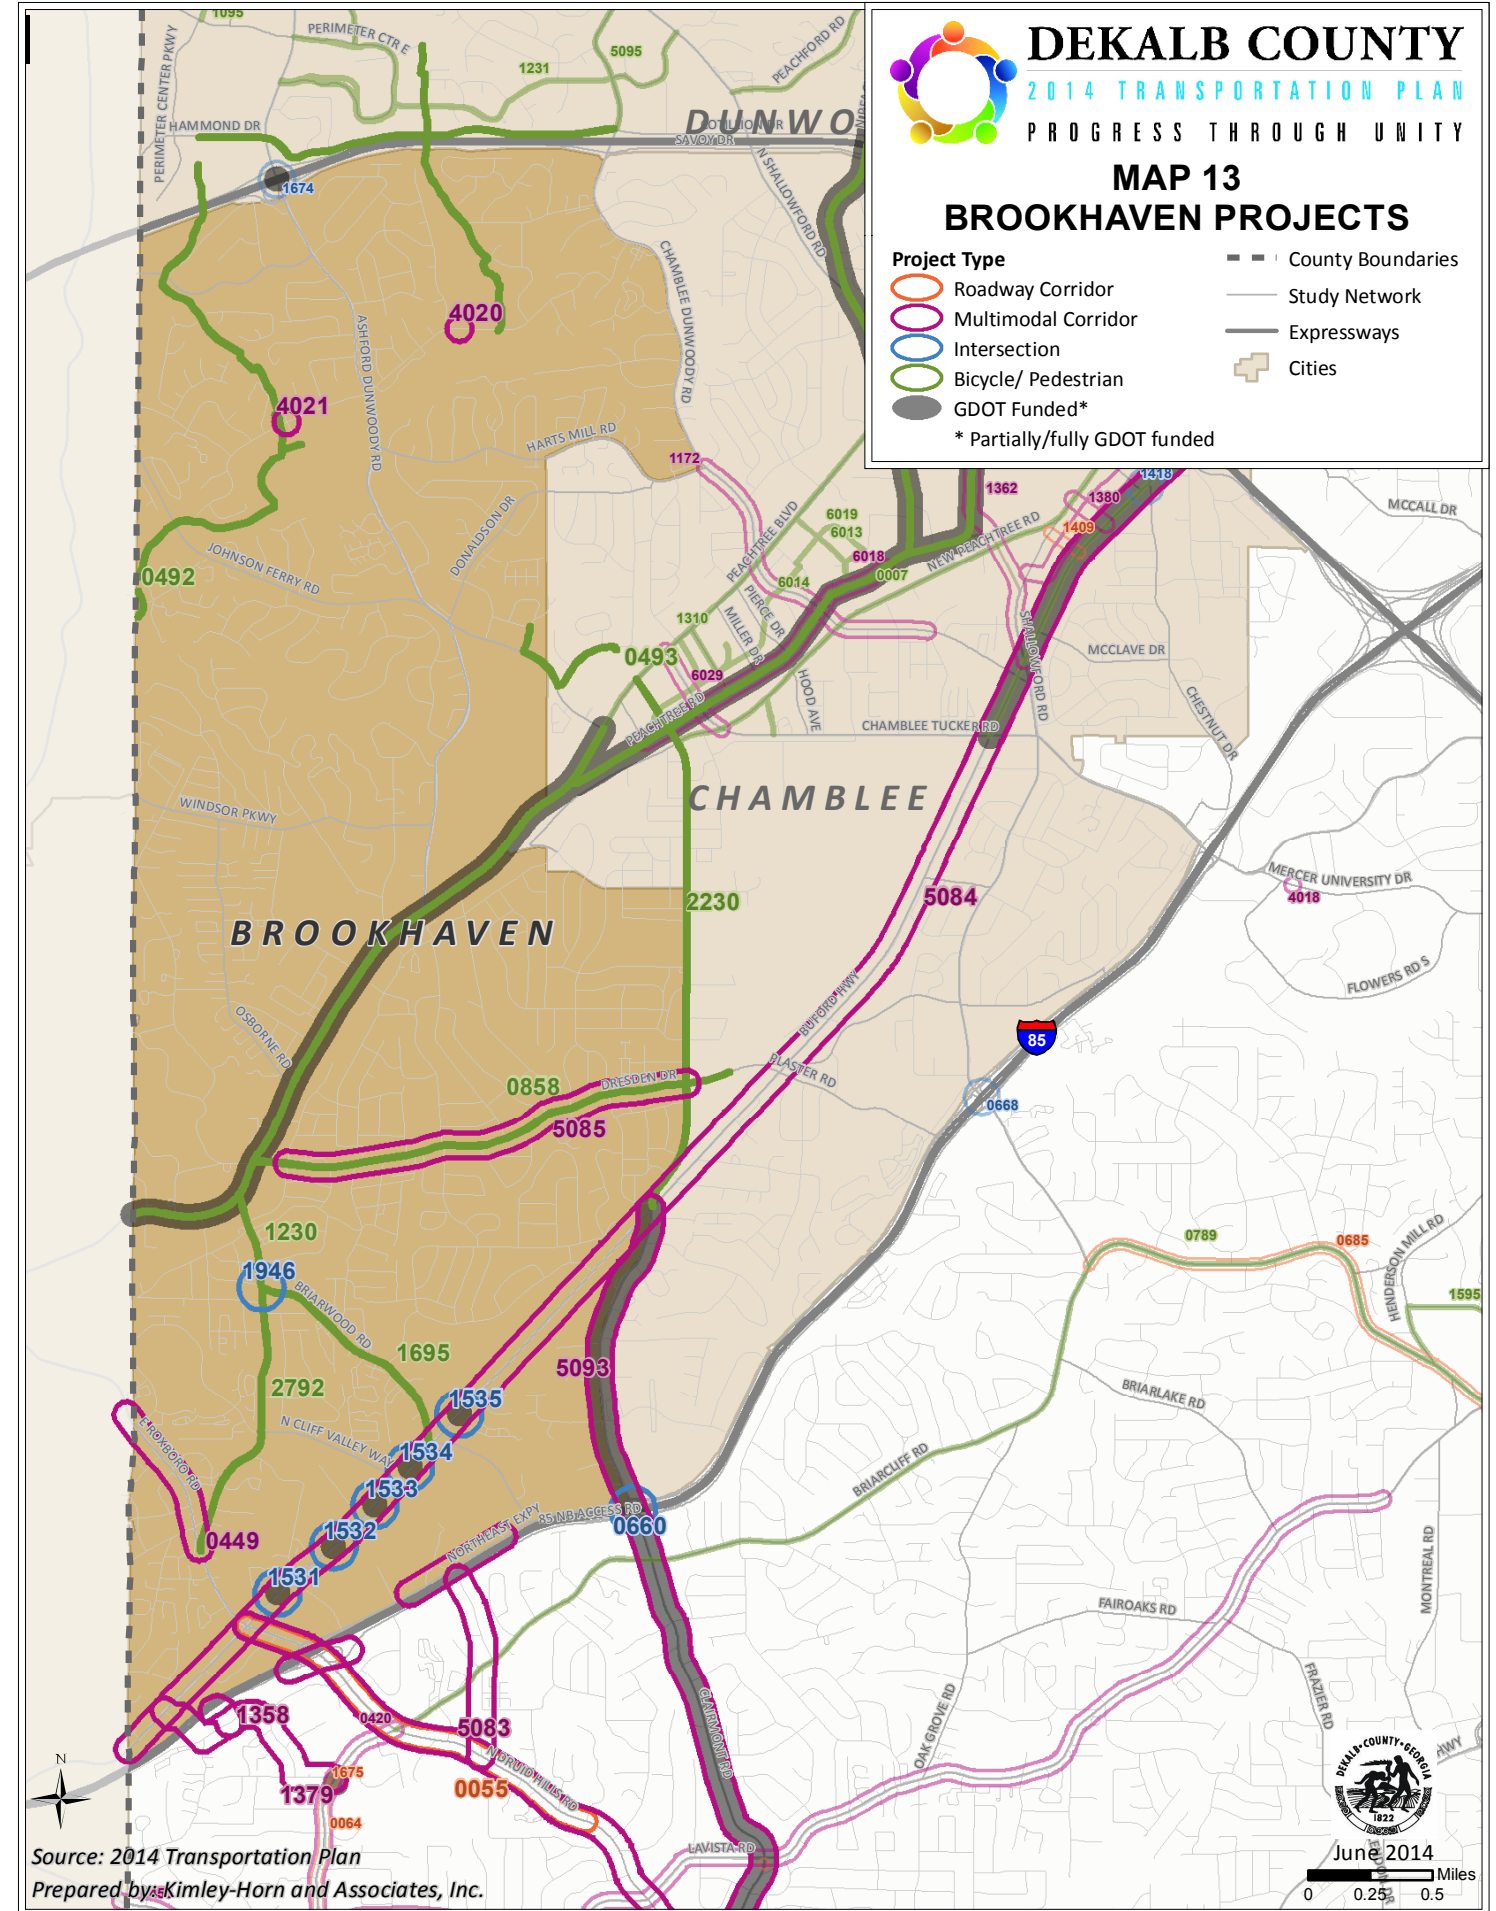 DEKALB COUNTY
2014 TRANSPORTATION PLAN
PROGRESS THROUGH UNITY
MAP 13
BROOKHAVEN PROJECTS
Project Type
Roadway Corridor
Multimodal Corridor
Intersection
Bicycle/ Pedestrian
GDOT Funded*
* Partially/fully GDOT funded
County Boundaries
Study Network
Expressways
Cities
1095
PERIMETER CTR E
5095
PEACHFORD RD
1231
PERIMETER CENTER PKWY
HAMMOND DR
DUNWO
SAVOY DR
N SHALLOWFORD RD
1674
CHAMBLEE DUNWOODY RD
4020
ASHFORD DUNWOODY RD
4021
HARTS MILL RD
1172
1362
1380
1418
MCCALL DR
DONALDSON DR
PEACHTREE BLVD
6019
6013
1409
6018
NEW PEACHTREE RD
0492
JOHNSON FERRY RD
6014
0007
PIERCE DR
1310
MILLER DR
SHALLOWFORD RD
MCCLAVE DR
0493
6029
HOOD AVE
CHESTNUT DR
PEACHTREE RD
CHAMBLEE TUCKER RD
CHAMBLEE
WINDSOR PKWY
MERCER UNIVERSITY DR
4018
2230
5084
BROOKHAVEN
FLOWERS RD S
BUFORD HWY
OSBORNE RD
85
0858
DRESDEN DR
PLASTER RD
5085
0668
1230
0789
0685
HENDERSON MILL RD
1946
BRIARWOOD RD
1595
1695
5093
2792
1535
BRIARLAKE RD
E ROXBORO RD
N CLIFF VALLEY WAY
1534
BRIARCLIFF RD
1533
85 NB ACCESS RD
1532
0660
0449
NORTHEAST EXPY
1531
MONTREAL RD
FAIROAKS RD
FRAZIER RD
1358
0420
5083
CLAIRMONT RD
OAK GROVE RD
N DRUID HILLS RD
1675
1379
0055
0064
LAVISTA RD
HWY
N
DEKALB·COUNTY·GEORGIA
1822
Source: 2014 Transportation Plan
Prepared by: Kimley-Horn and Associates, Inc.
June 2014
Miles
0 0.25 0.5